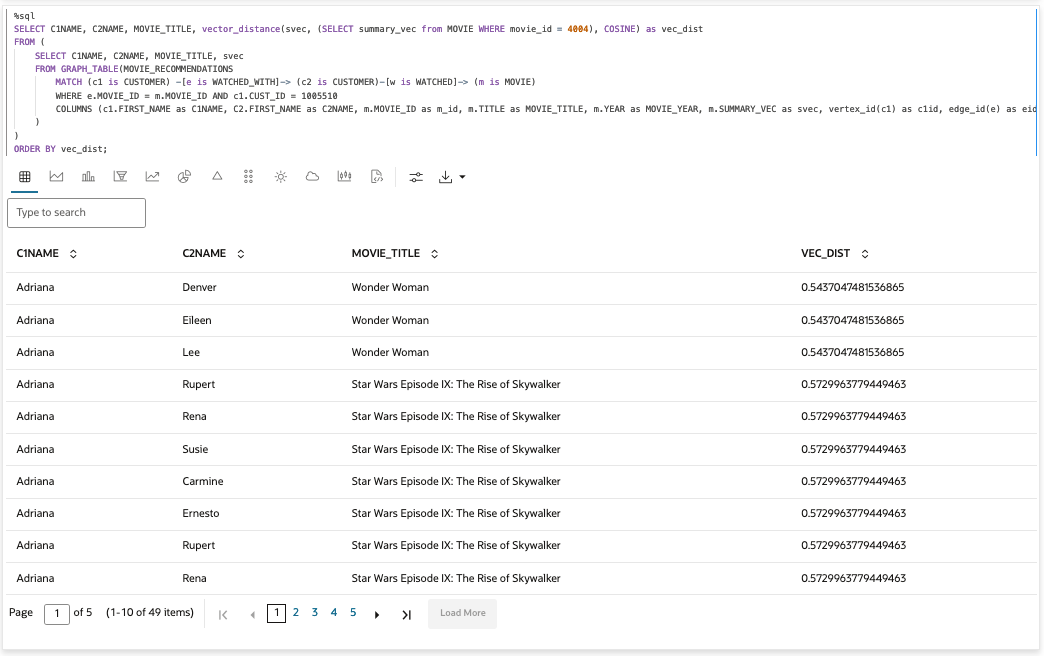 %sql
SELECT C1NAME, C2NAME, MOVIE_TITLE, vector_distance(svec, (SELECT summary_vec from MOVIE WHERE movie_id = 4004), COSINE) as vec_dist
FROM (
SELECT C1NAME, C2NAME, MOVIE_TITLE, svec
FROM GRAPH_TABLE(MOVIE_RECOMMENDATIONS
MATCH (c1 is CUSTOMER) -[e is WATCHED_WITH]-> (c2 is CUSTOMER)-[w is WATCHED]-> (m is MOVIE)
WHERE e.MOVIE_ID = m.MOVIE_ID AND c1.CUST_ID = 1005510
COLUMNS (c1.FIRST_NAME as C1NAME, C2.FIRST_NAME as C2NAME, m.MOVIE_ID as m_id, m.TITLE as MOVIE_TITLE, m.YEAR as MOVIE_YEAR, m.SUMMARY_VEC as svec, vertex_id(c1) as c1id, edge_id(e) as eid
)
)
ORDER BY vec_dist;
Type to search
C1NAME C2NAME MOVIE_TITLE VEC_DIST
Adriana Denver Wonder Woman 0.5437047481536865
Adriana Eileen Wonder Woman 0.5437047481536865
Adriana Lee Wonder Woman 0.5437047481536865
Adriana Rupert Star Wars Episode IX: The Rise of Skywalker 0.5729963779449463
Adriana Rena Star Wars Episode IX: The Rise of Skywalker 0.5729963779449463
Adriana Susie Star Wars Episode IX: The Rise of Skywalker 0.5729963779449463
Adriana Carmine Star Wars Episode IX: The Rise of Skywalker 0.5729963779449463
Adriana Ernesto Star Wars Episode IX: The Rise of Skywalker 0.5729963779449463
Adriana Rupert Star Wars Episode IX: The Rise of Skywalker 0.5729963779449463
Adriana Rena Star Wars Episode IX: The Rise of Skywalker 0.5729963779449463
Page 1 of 5 (1-10 of 49 items) 1 2 3 4 5 Load More